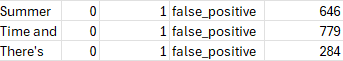 Summer 0 1 false_positive 646
Time and 0 1 false_positive 779
There's 0 1 false_positive 284